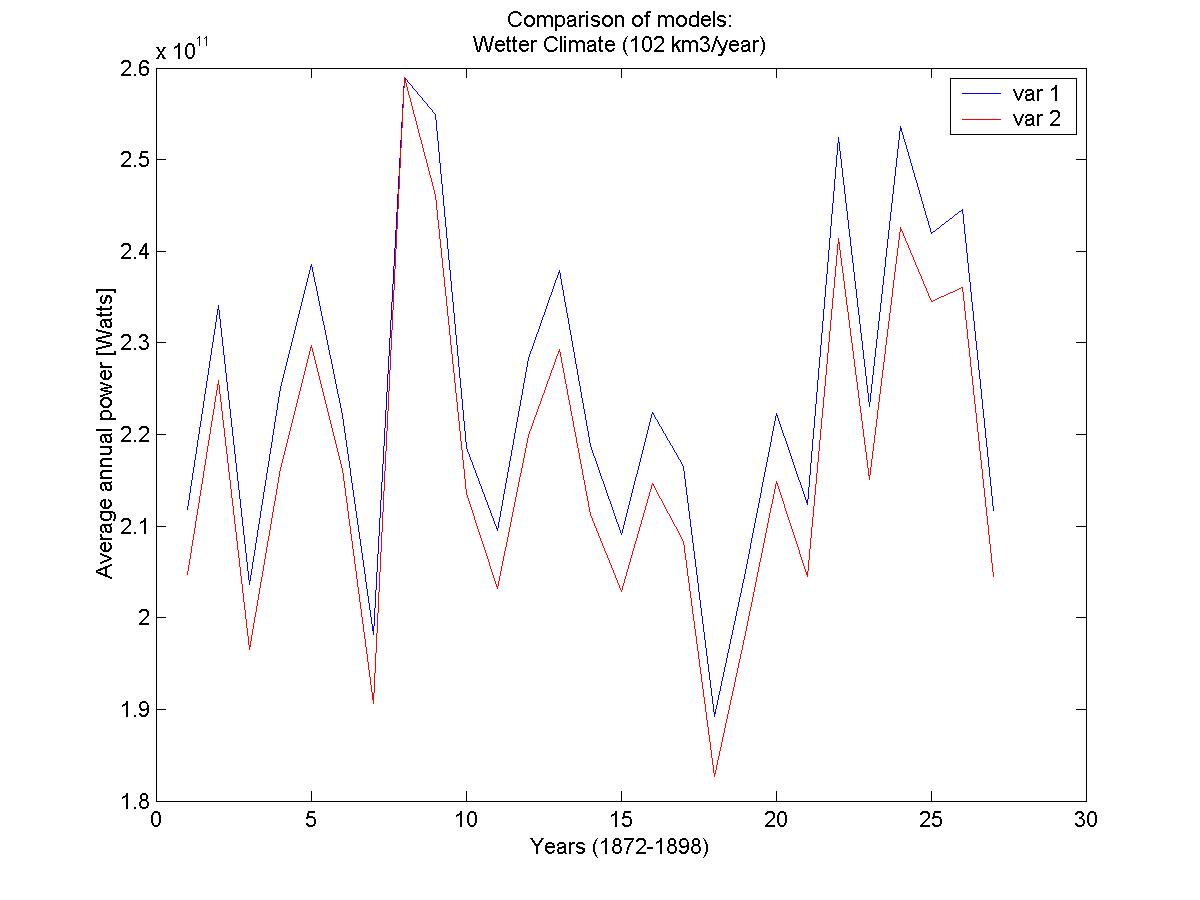 Comparison of models:
Wetter Climate (102 km3/year)
x 10^11
2.6
2.5
2.4
2.3
2.2
2.1
2
1.9
1.8
Average annual power [Watts]
var 1
var 2
0 5 10 15 20 25 30
Years (1872-1898)